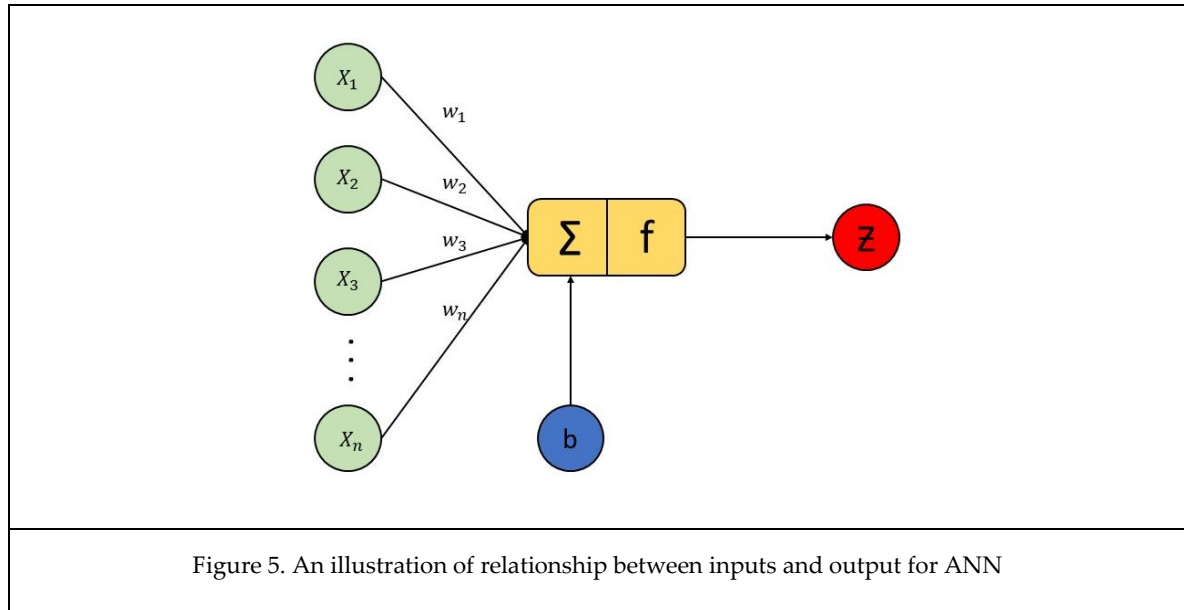 X₁
w₁
X₂
w₂
w₃
X₃
Σ f
Ƶ
wₙ
⋮
Xₙ
b
Figure 5. An illustration of relationship between inputs and output for ANN